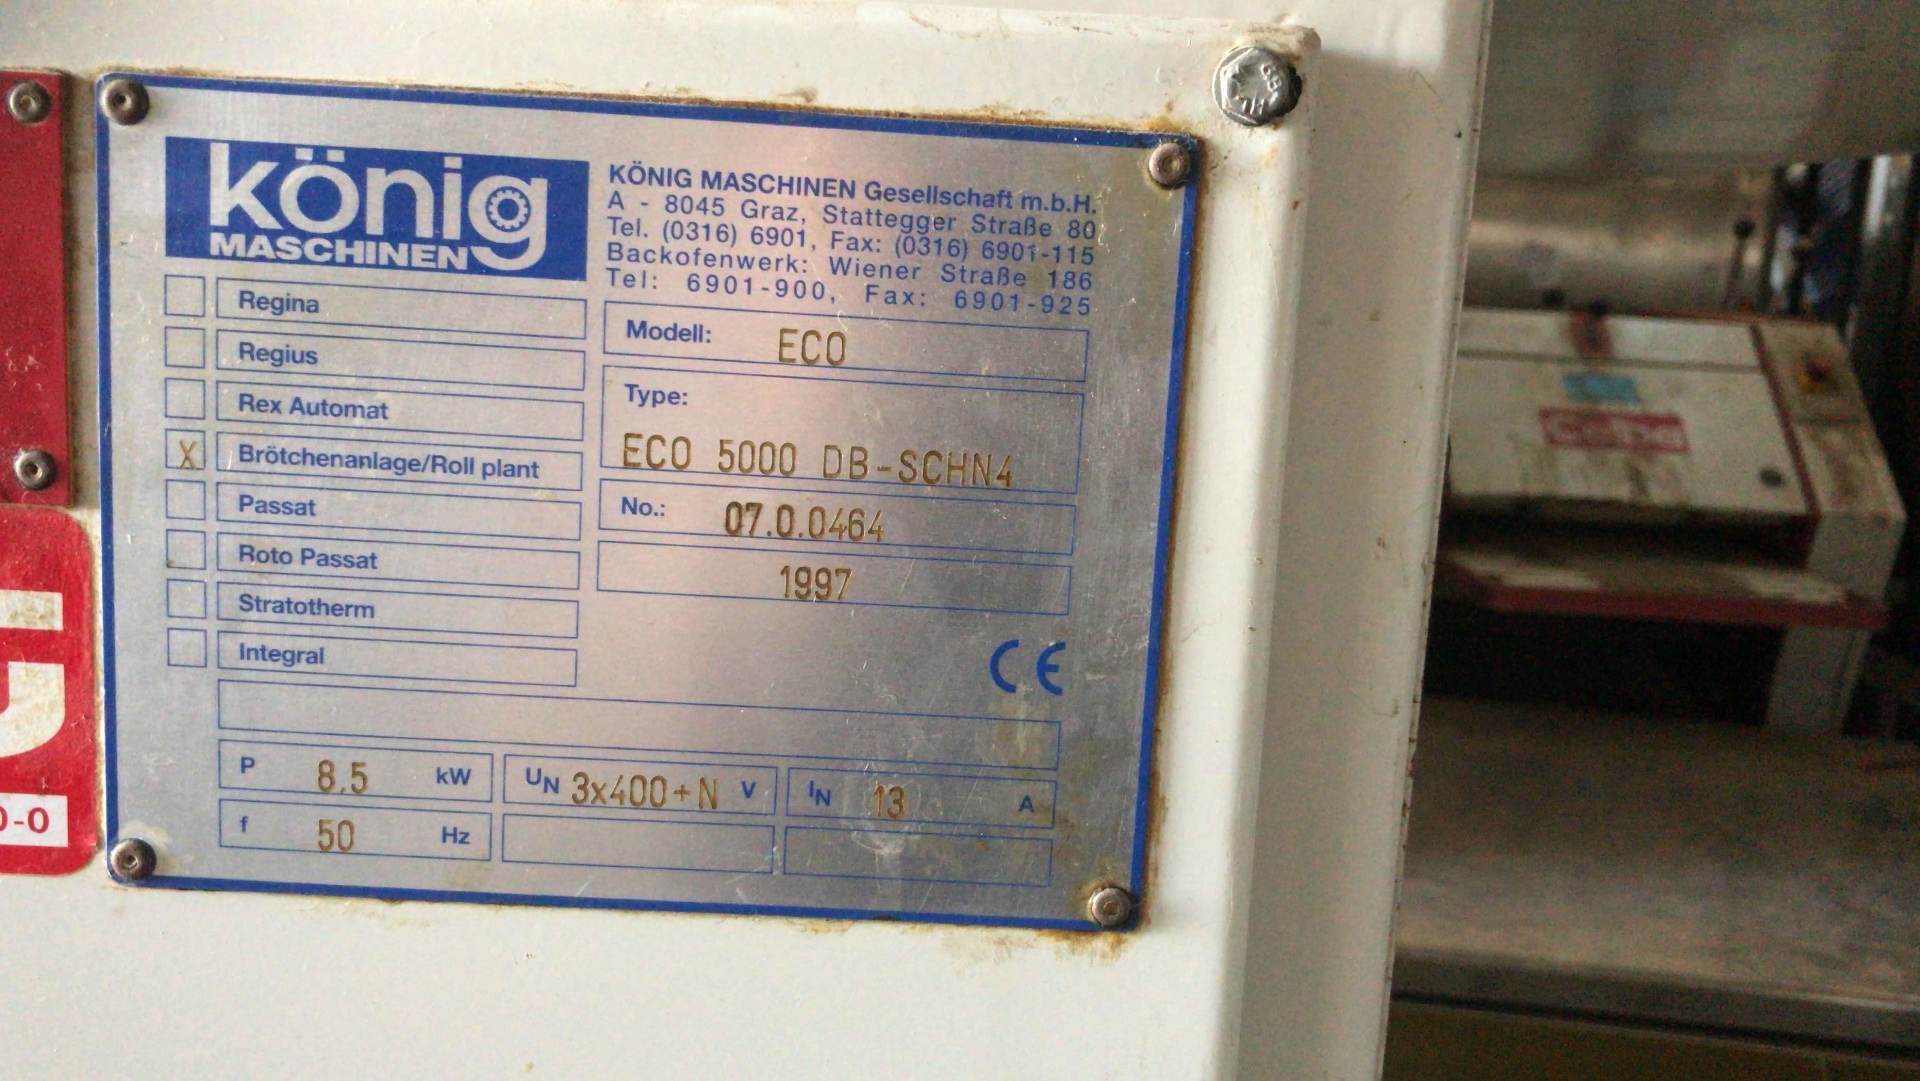 könig
MASCHINEN
KÖNIG MASCHINEN Gesellschaft m.b.H.
A - 8045 Graz, Stattegger Straße 80
Tel. (0316) 6901, Fax: (0316) 6901-115
Backofenwerk: Wiener Straße 186
Tel: 6901-900, Fax: 6901-925
Regina
Regius
Rex Automat
X Brötchenanlage/Roll plant
Passat
Roto Passat
Stratotherm
Integral
Modell: ECO
Type:
ECO 5000 DB-SCHN4
No.: 07.0.0464
1997
CE
P 8,5 kW UN 3x400+N V IN 13 A
f 50 Hz
0-0